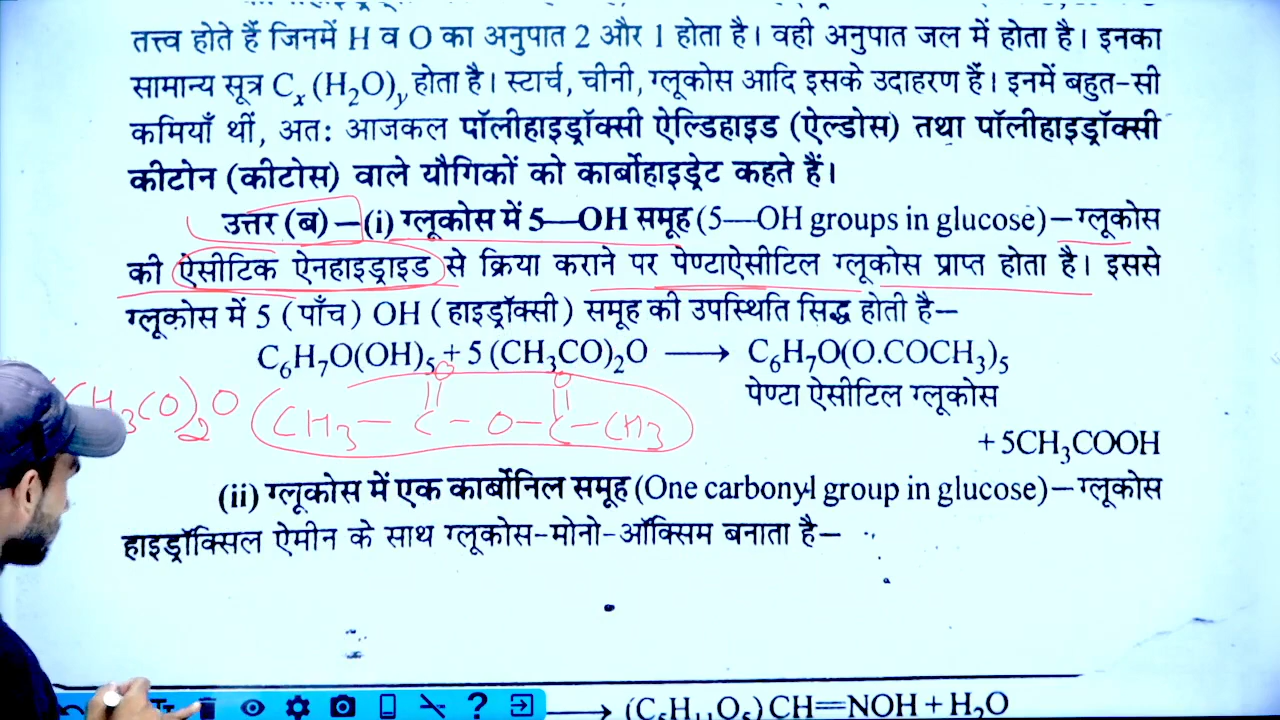 तत्त्व होते हैं जिनमें H व O का अनुपात 2 और 1 होता है। वही अनुपात जल में होता है। इनका
सामान्य सूत्र Cₓ(H₂O)ᵧ होता है। स्टार्च, चीनी, ग्लूकोस आदि इसके उदाहरण हैं। इनमें बहुत-सी
कमियाँ थीं, अतः आजकल पॉलीहाइड्रॉक्सी ऐल्डिहाइड (ऐल्डोस) तथा पॉलीहाइड्रॉक्सी
कीटोन (कीटोस) वाले यौगिकों को कार्बोहाइड्रेट कहते हैं।
उत्तर (ब)—(i) ग्लूकोस में 5—OH समूह (5—OH groups in glucose)—ग्लूकोस
की ऐसीटिक ऐनहाइड्राइड से क्रिया कराने पर पेण्टाऐसीटिल ग्लूकोस प्राप्त होता है। इससे
ग्लूकोस में 5 (पाँच) OH (हाइड्रॉक्सी) समूह की उपस्थिति सिद्ध होती है—
C₆H₇O(OH)₅ + 5 (CH₃CO)₂O ⟶ C₆H₇O(O.COCH₃)₅
पेण्टा ऐसीटिल ग्लूकोस
O O
H₃CO)₂O CH₃—C—O—C—CH₃
+ 5CH₃COOH
(ii) ग्लूकोस में एक कार्बोनिल समूह (One carbonyl group in glucose)—ग्लूकोस
हाइड्रॉक्सिल ऐमीन के साथ ग्लूकोस-मोनो-ऑक्सिम बनाता है—
⟶ (C₅H₁₁O₅) CH=NOH + H₂O